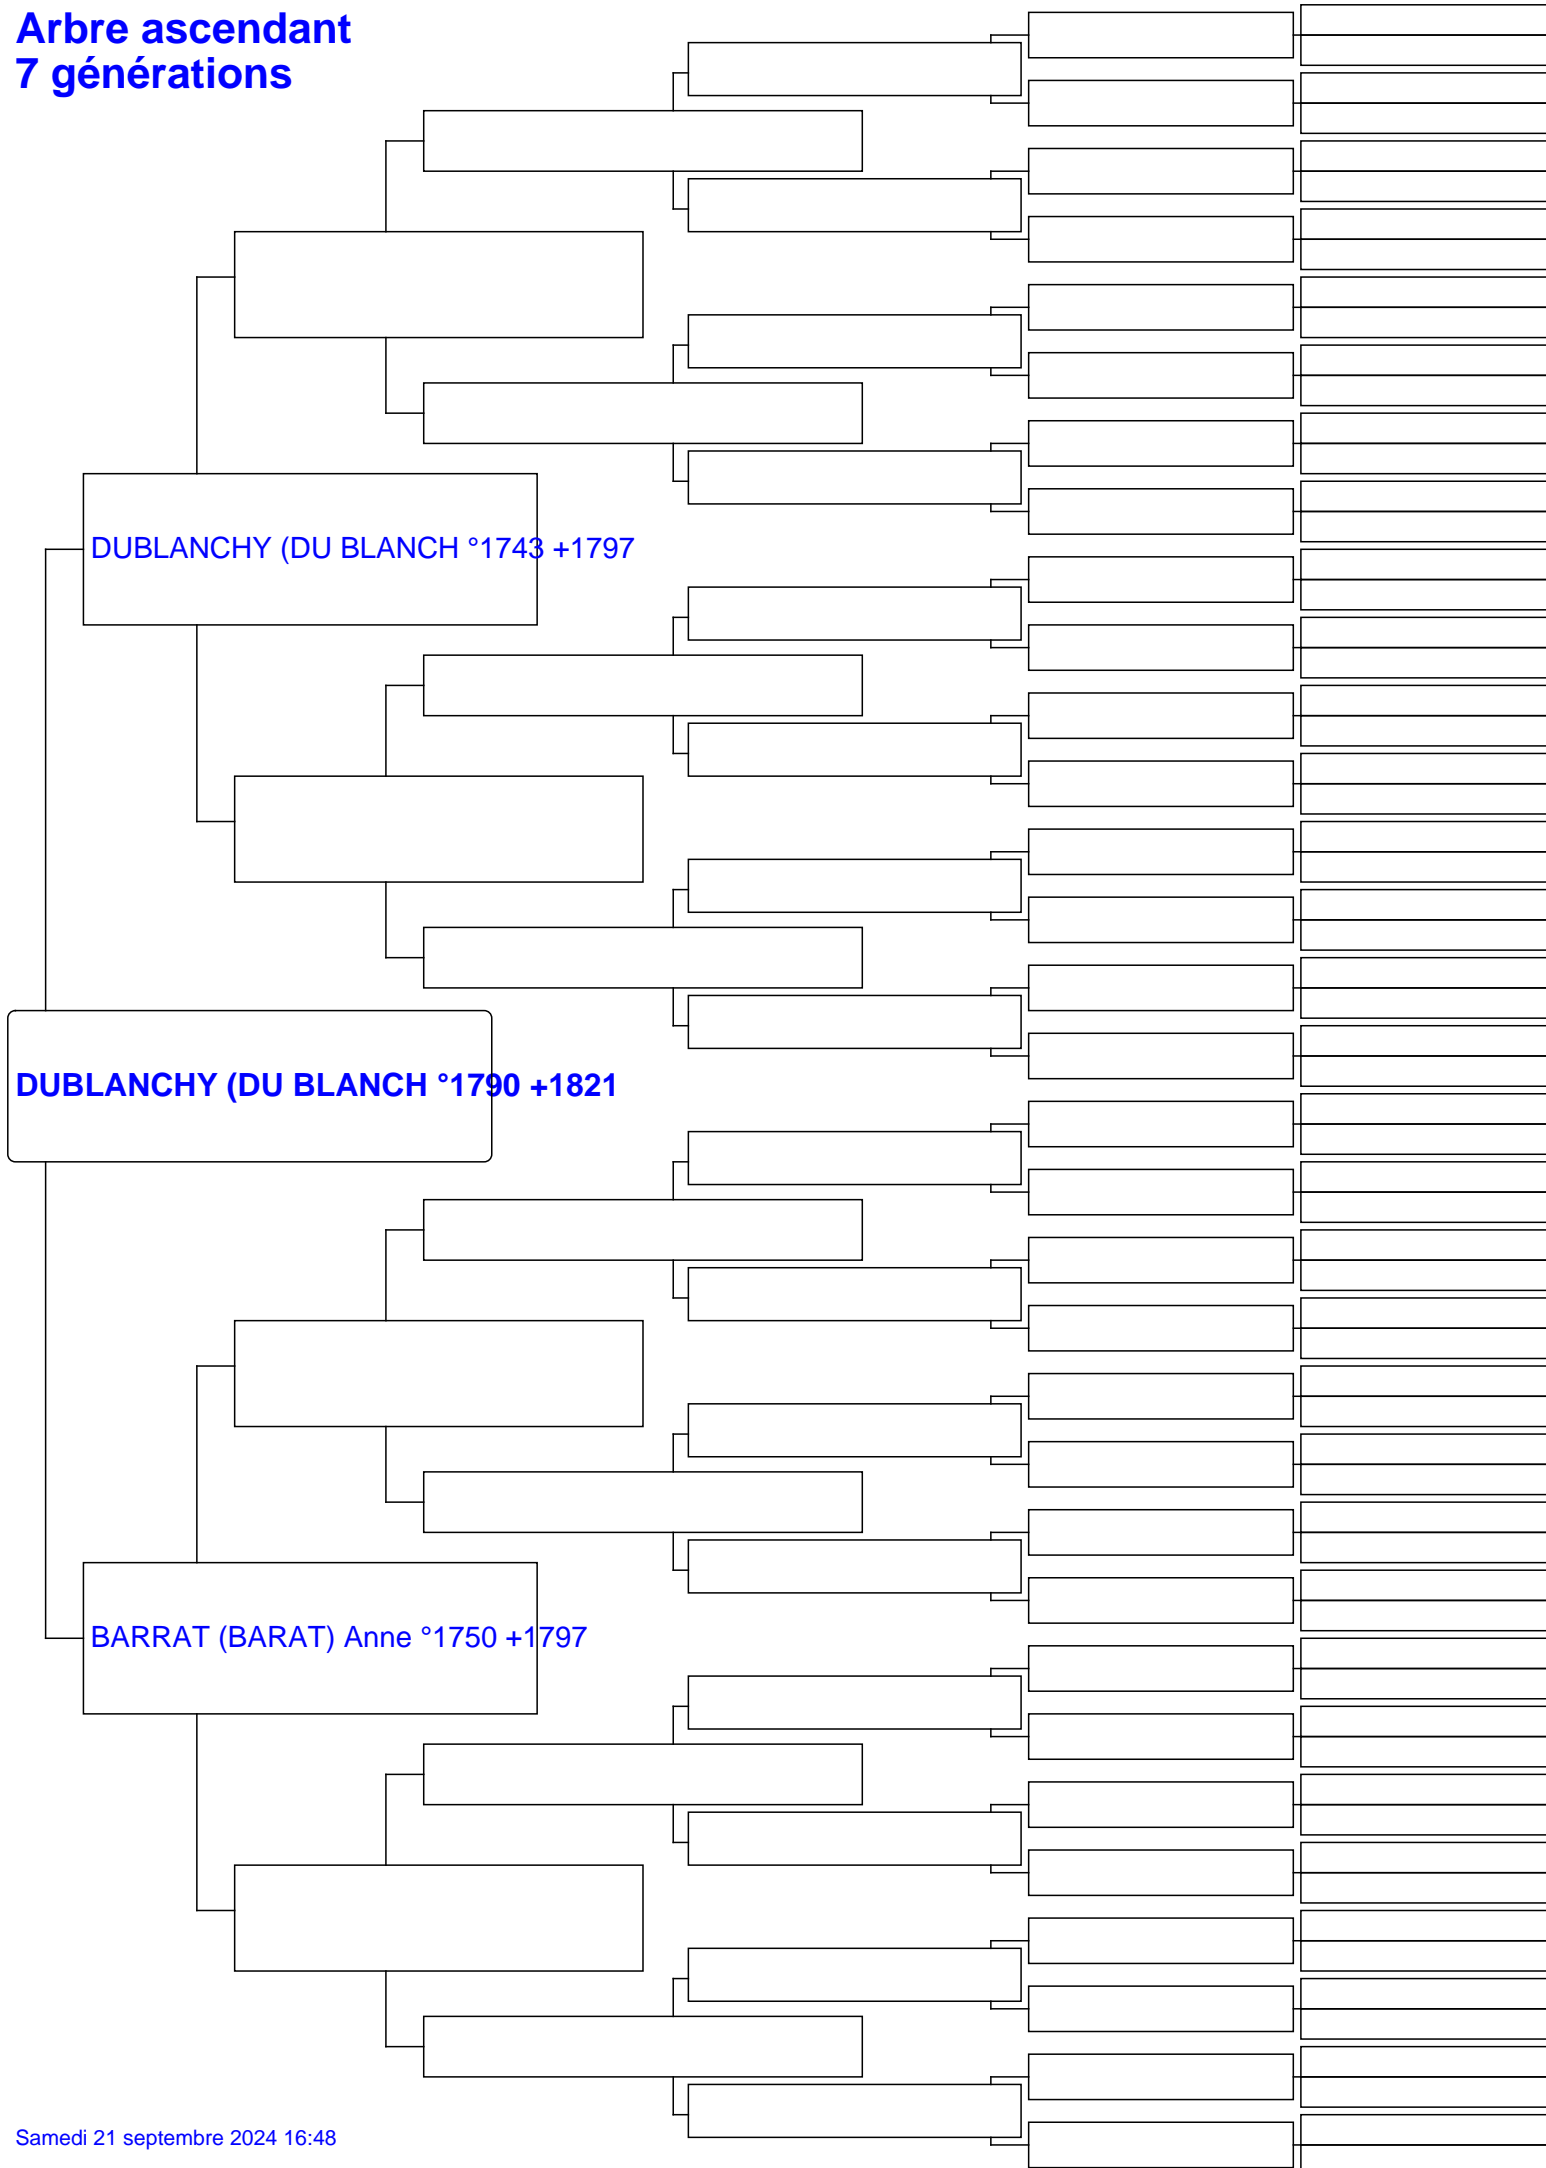 Arbre ascendant
7 générations
DUBLANCHY (DU BLANCH °1743 +1797
DUBLANCHY (DU BLANCH °1790 +1821
BARRAT (BARAT) Anne °1750 +1797
Samedi 21 septembre 2024 16:48